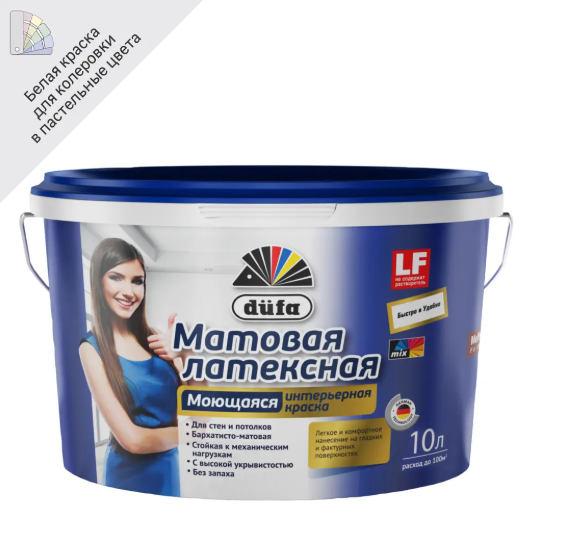 Белая краска
для колеровки
в пастельные цвета
düfa
Матовая
латексная
Моющаяся
интерьерная
краска
• Для стен и потолков
• Бархатисто-матовая
• Стойкая к механическим
нагрузкам
• С высокой укрывистостью
• Без запаха
Легкое и комфортное
нанесение на гладких
и фактурных
поверхностях
LF
не содержит
растворитель
Быстро и Удобно
mix
10л
расход до 100м²